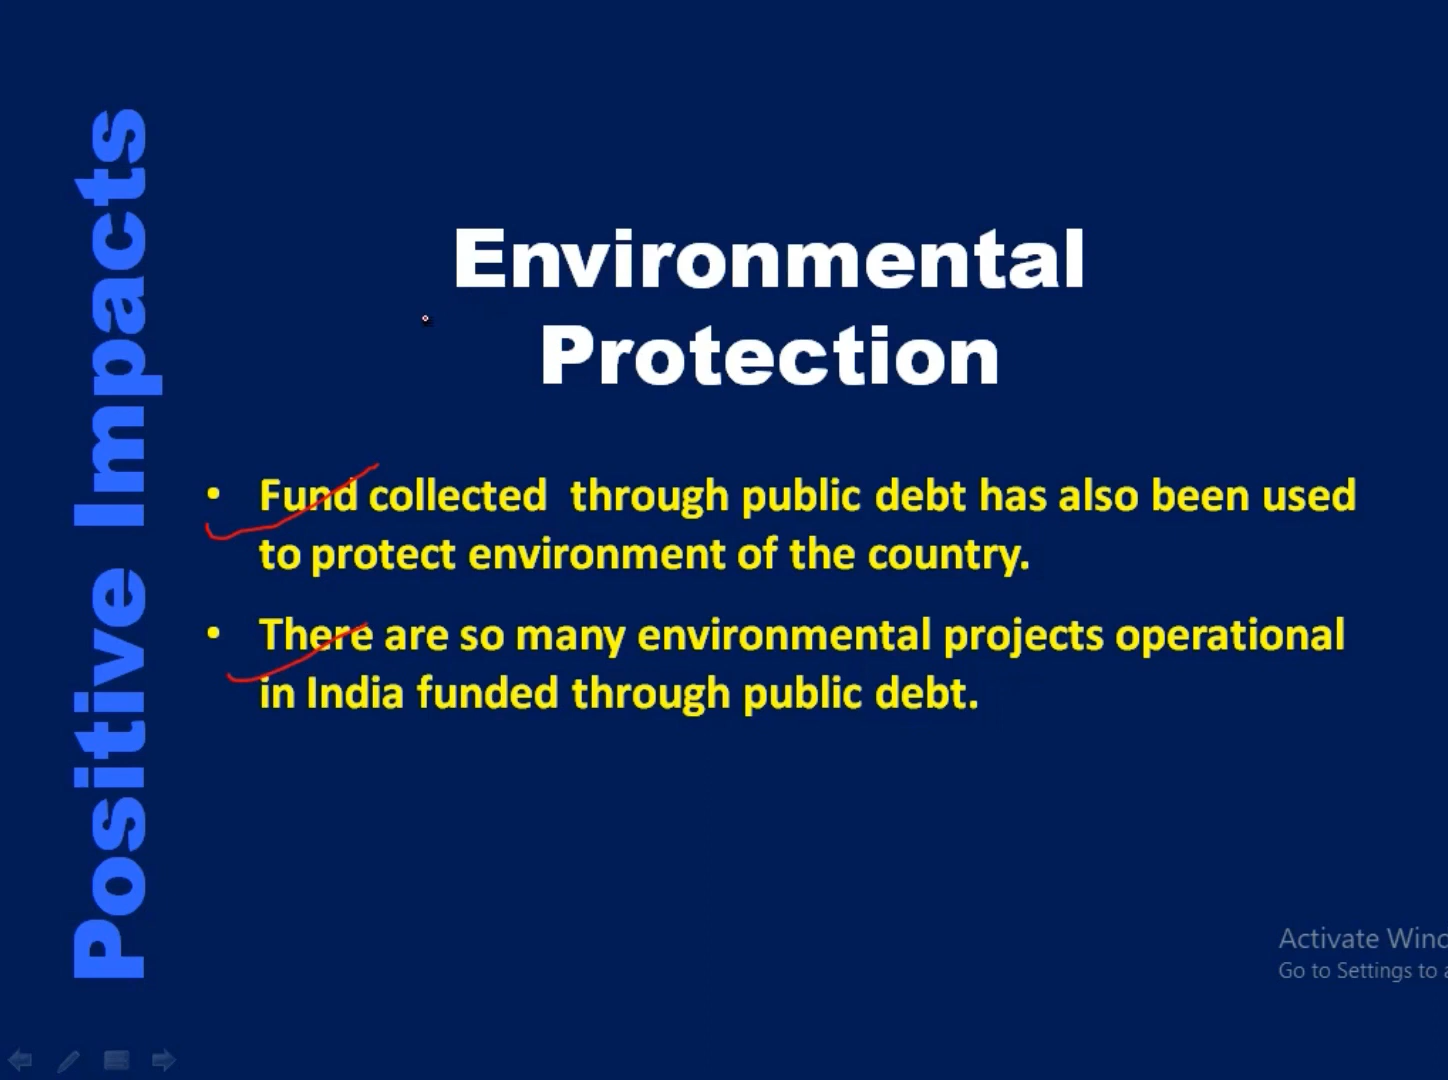 Positive Impacts
Environmental
Protection
• Fund collected through public debt has also been used
to protect environment of the country.
• There are so many environmental projects operational
in India funded through public debt.
Activate
Go to Settings to